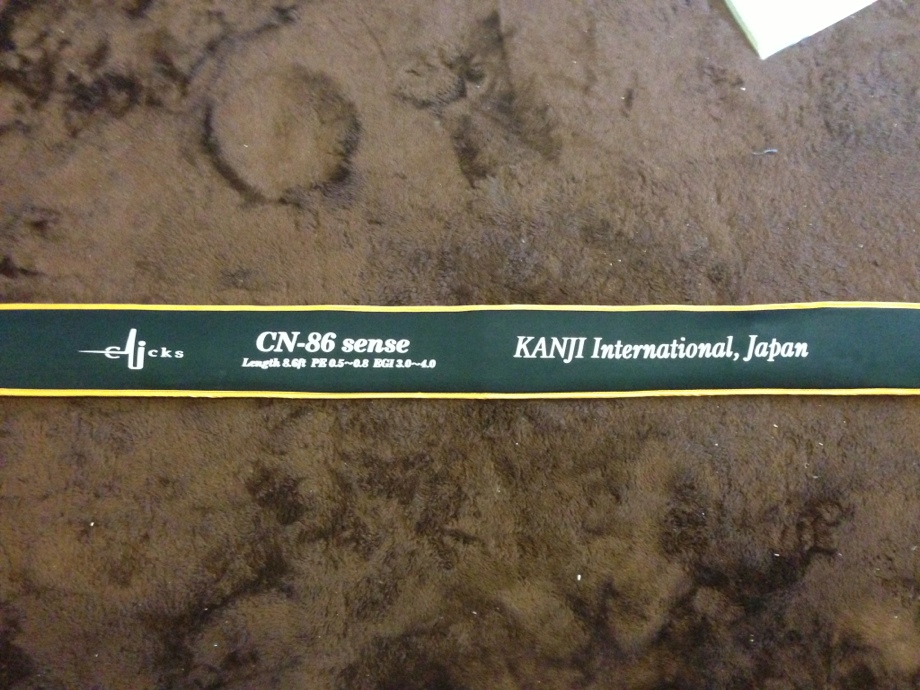 clicks
CN-86 sense
Length 8.6ft PE 0.5~0.8 EGI 3.0~4.0
KANJI International, Japan